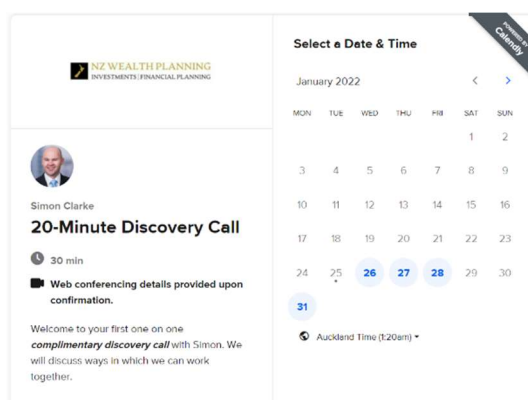 NZ WEALTH PLANNING
INVESTMENTS | FINANCIAL PLANNING
Simon Clarke
20-Minute Discovery Call
30 min
Web conferencing details provided upon
confirmation.
Welcome to your first one on one
complimentary discovery call with Simon. We
will discuss ways in which we can work
together.
Select a Date & Time
POWERED BY
Calendly
January 2022
< >
MON TUE WED THU FRI SAT SUN
1 2
3 4 5 6 7 8 9
10 11 12 13 14 15 16
17 18 19 20 21 22 23
24 25 26 27 28 29 30
31
Auckland Time (1:20am)